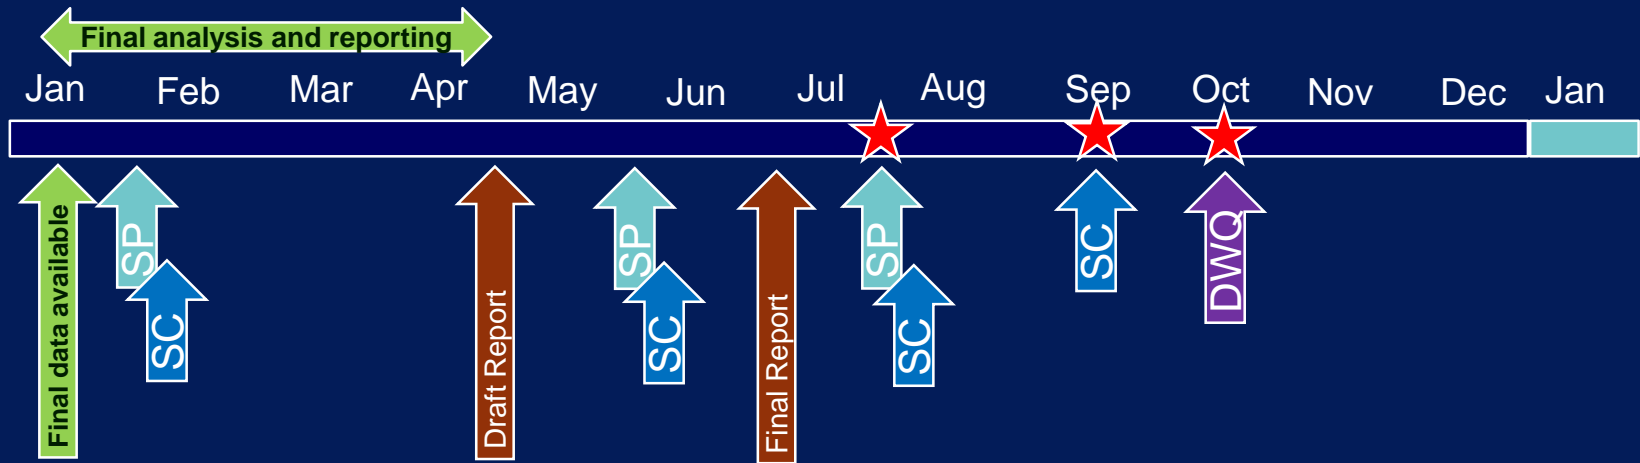 Final analysis and reporting
Jan Feb Mar Apr May Jun Jul Aug Sep Oct Nov Dec Jan
Final data available
SP
SC
Draft Report
SP
SC
Final Report
SP
SC
SC
DWQ